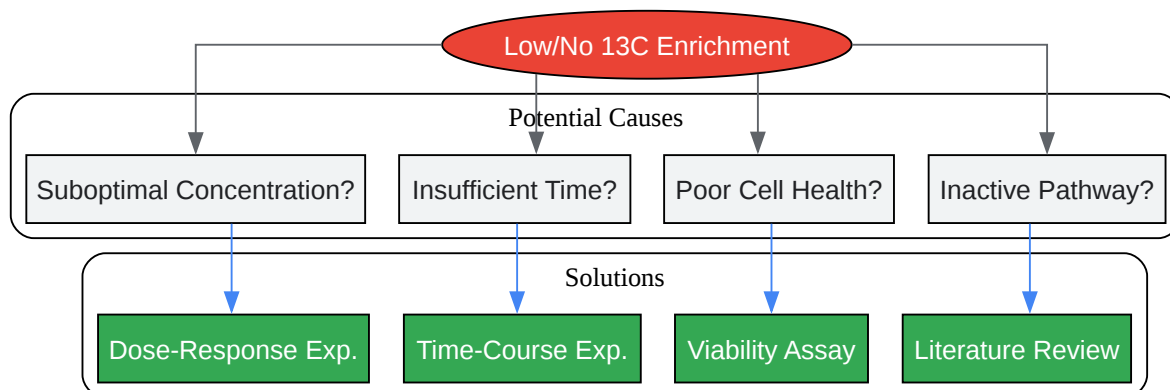 Low/No 13C Enrichment
Potential Causes
Suboptimal Concentration?
Insufficient Time?
Poor Cell Health?
Inactive Pathway?
Solutions
Dose-Response Exp.
Time-Course Exp.
Viability Assay
Literature Review